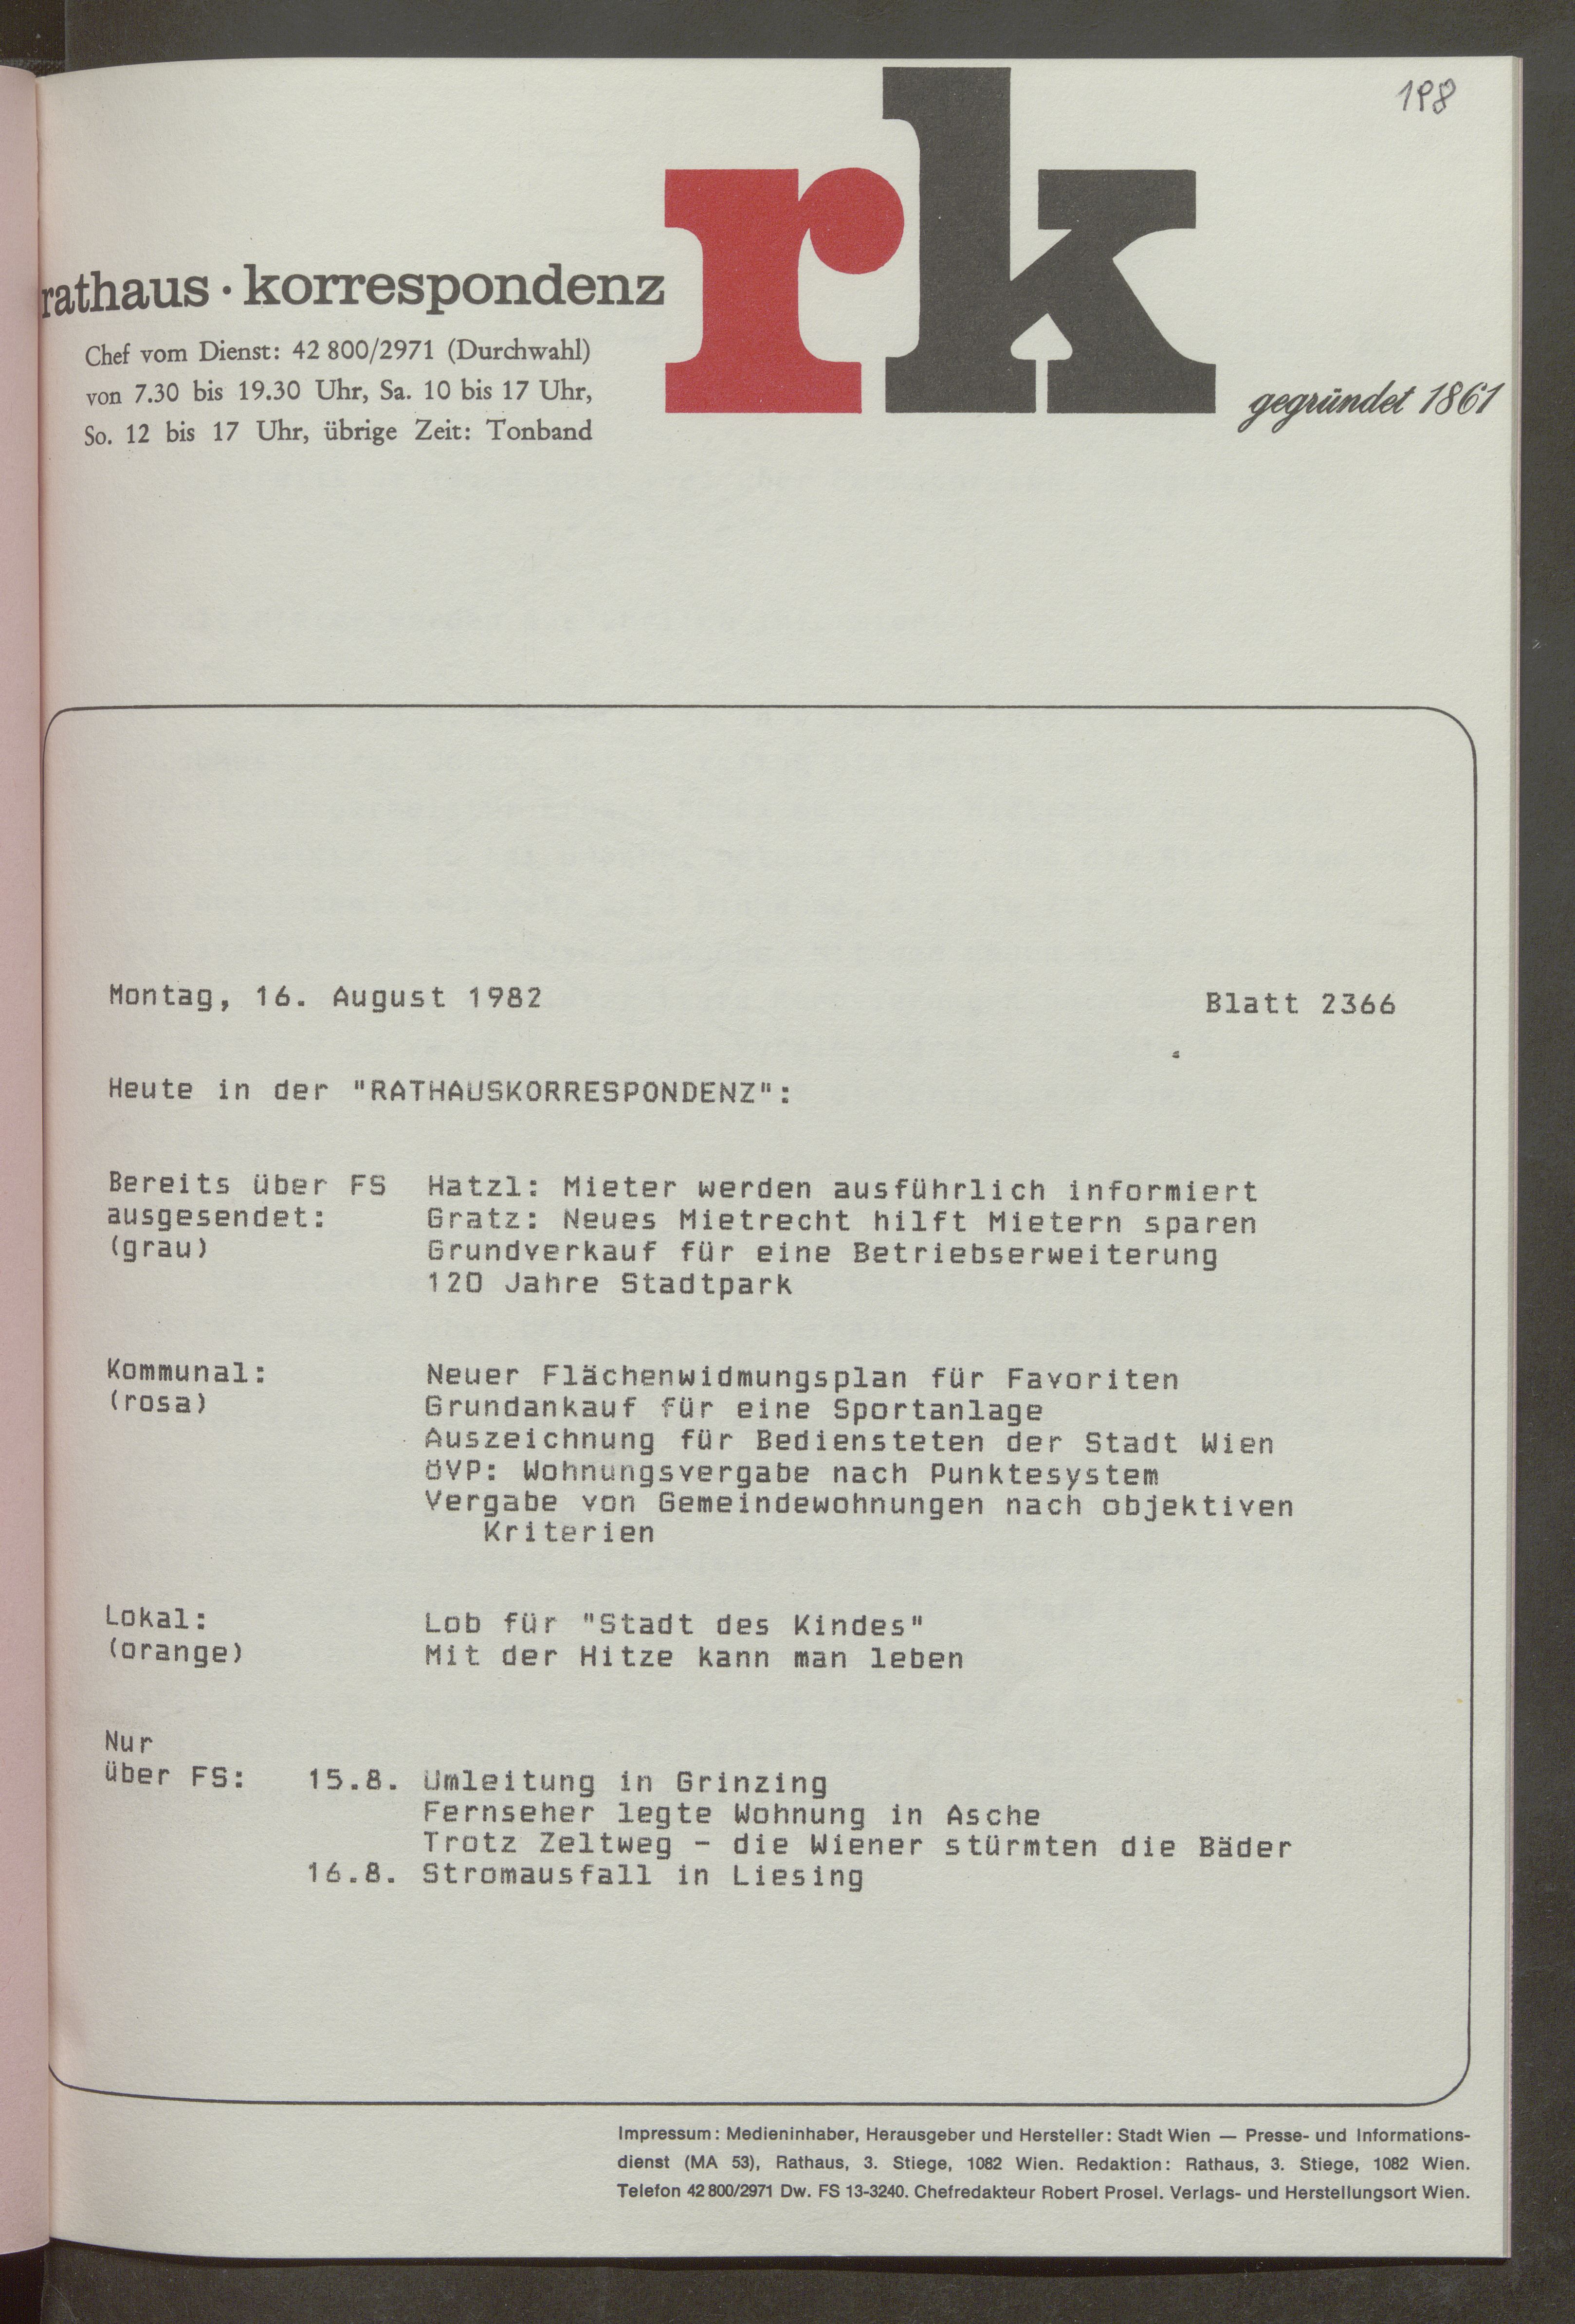 198
rk
rathaus · korrespondenz
Chef vom Dienst: 42 800/2971 (Durchwahl)
von 7.30 bis 19.30 Uhr, Sa. 10 bis 17 Uhr,
So. 12 bis 17 Uhr, übrige Zeit: Tonband
gegründet 1861
Montag, 16. August 1982 Blatt 2366
Heute in der "RATHAUSKORRESPONDENZ":
Bereits über FS Hatzl: Mieter werden ausführlich informiert
ausgesendet: Gratz: Neues Mietrecht hilft Mietern sparen
(grau) Grundverkauf für eine Betriebserweiterung
120 Jahre Stadtpark
Kommunal: Neuer Flächenwidmungsplan für Favoriten
(rosa) Grundankauf für eine Sportanlage
Auszeichnung für Bediensteten der Stadt Wien
ÖVP: Wohnungsvergabe nach Punktesystem
Vergabe von Gemeindewohnungen nach objektiven
Kriterien
Lokal: Lob für "Stadt des Kindes"
(orange) Mit der Hitze kann man leben
Nur
über FS: 15.8. Umleitung in Grinzing
Fernseher legte Wohnung in Asche
Trotz Zeltweg - die Wiener stürmten die Bäder
16.8. Stromausfall in Liesing
Impressum: Medieninhaber, Herausgeber und Hersteller: Stadt Wien — Presse- und Informations-
dienst (MA 53), Rathaus, 3. Stiege, 1082 Wien. Redaktion: Rathaus, 3. Stiege, 1082 Wien.
Telefon 42 800/2971 Dw. FS 13-3240. Chefredakteur Robert Prosel. Verlags- und Herstellungsort Wien.